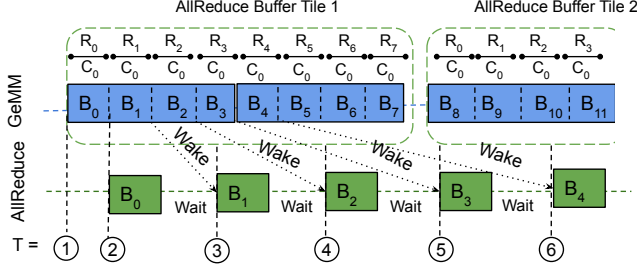 AllReduce Buffer Tile 1 AllReduce Buffer Tile 2
R₀ R₁ R₂ R₃ R₄ R₅ R₆ R₇ R₀ R₁ R₂ R₃
C₀ C₀ C₀ C₀ C₀ C₀ C₀ C₀ C₀ C₀ C₀ C₀
GeMM
B₀ B₁ B₂ B₃ B₄ B₅ B₆ B₇ B₈ B₉ B₁₀ B₁₁
Wake Wake Wake Wake
AllReduce
B₀ Wait B₁ Wait B₂ Wait B₃ Wait B₄
T = 1 2 3 4 5 6